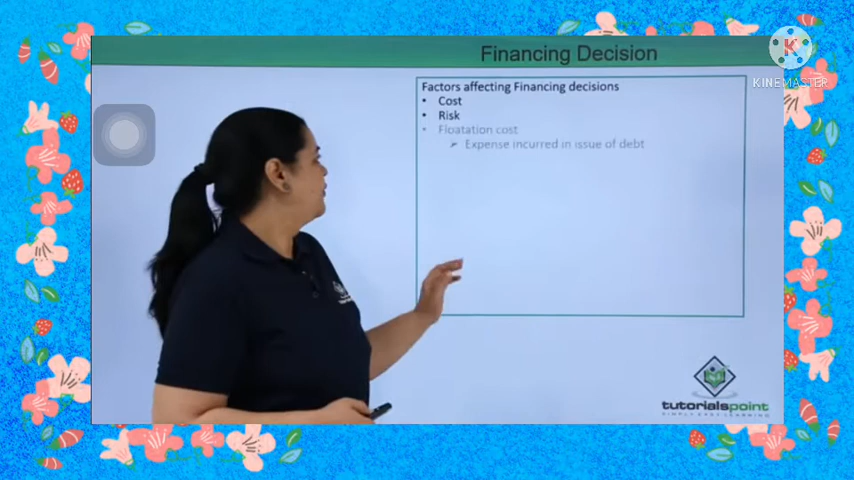 Financing Decision
KINEMASTER
Factors affecting Financing decisions
• Cost
• Risk
• Floatation cost
➢ Expense incurred in issue of debt
tutorialspoint
SIMPLY EASY LEARNING